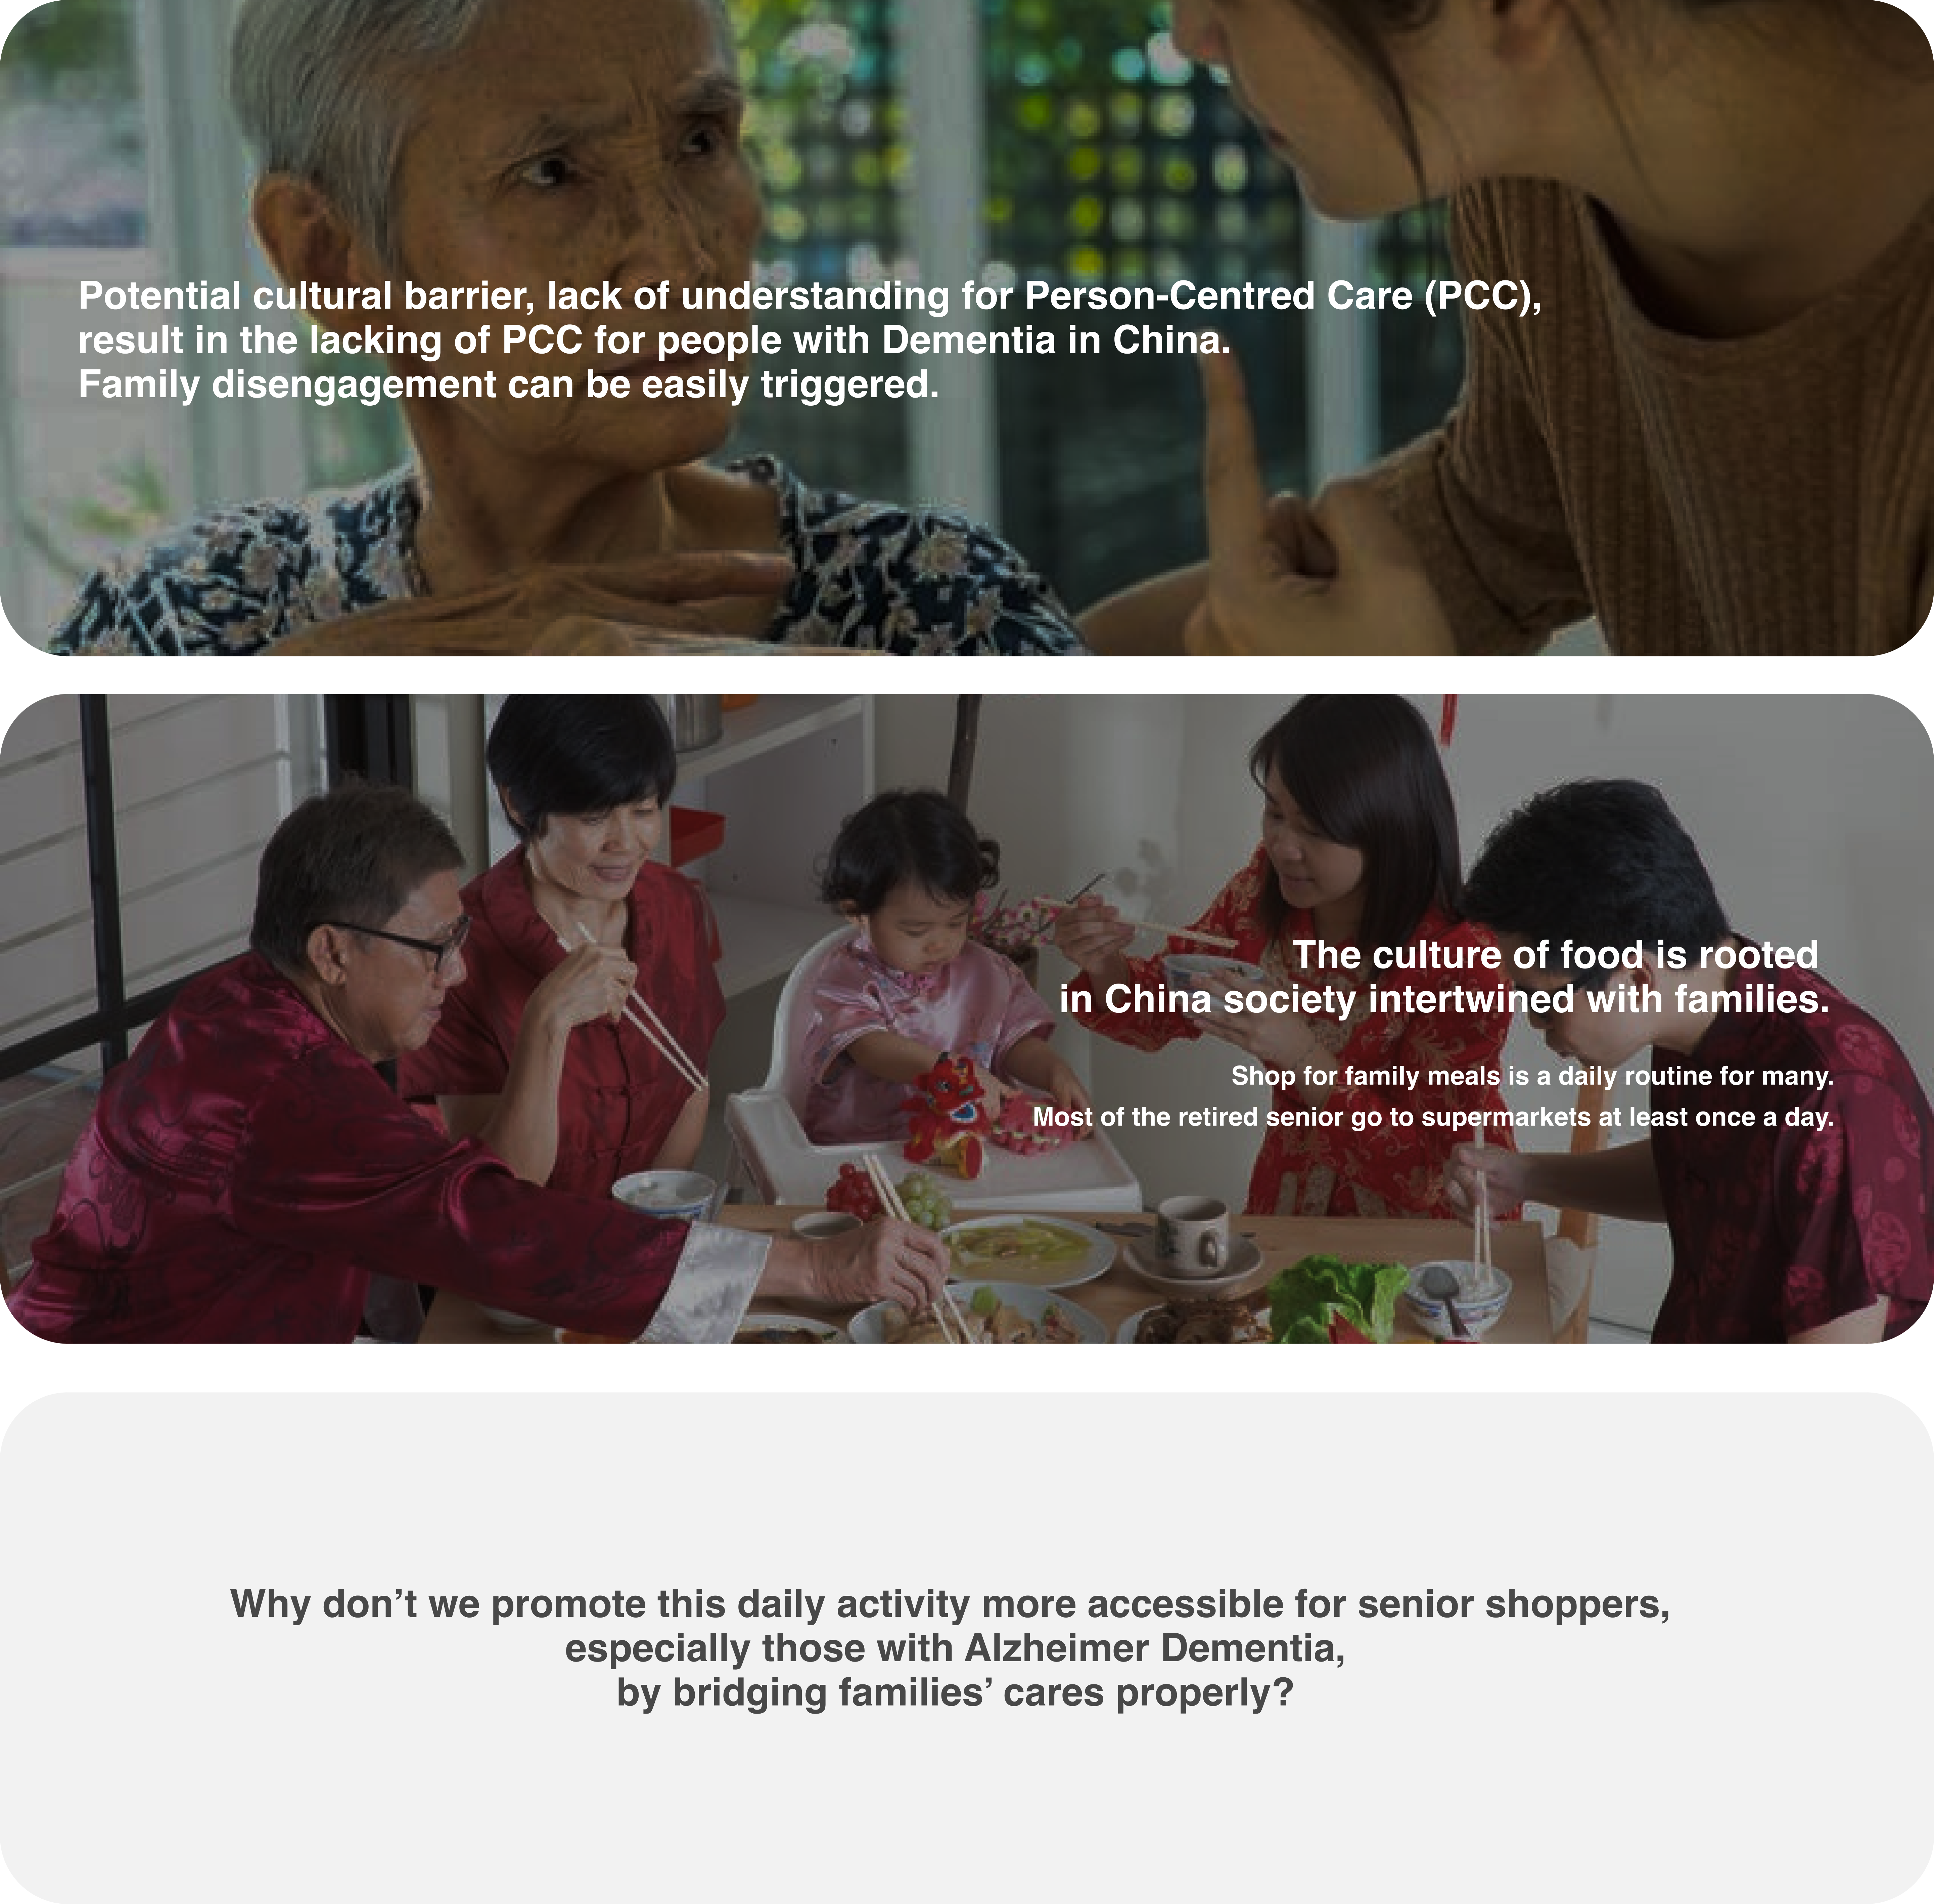 Potential cultural barrier, lack of understanding for Person-Centred Care (PCC),
result in the lacking of PCC for people with Dementia in China.
Family disengagement can be easily triggered.
The culture of food is rooted
in China society intertwined with families.
Shop for family meals is a daily routine for many.
Most of the retired senior go to supermarkets at least once a day.
Why don’t we promote this daily activity more accessible for senior shoppers,
especially those with Alzheimer Dementia,
by bridging families’ cares properly?